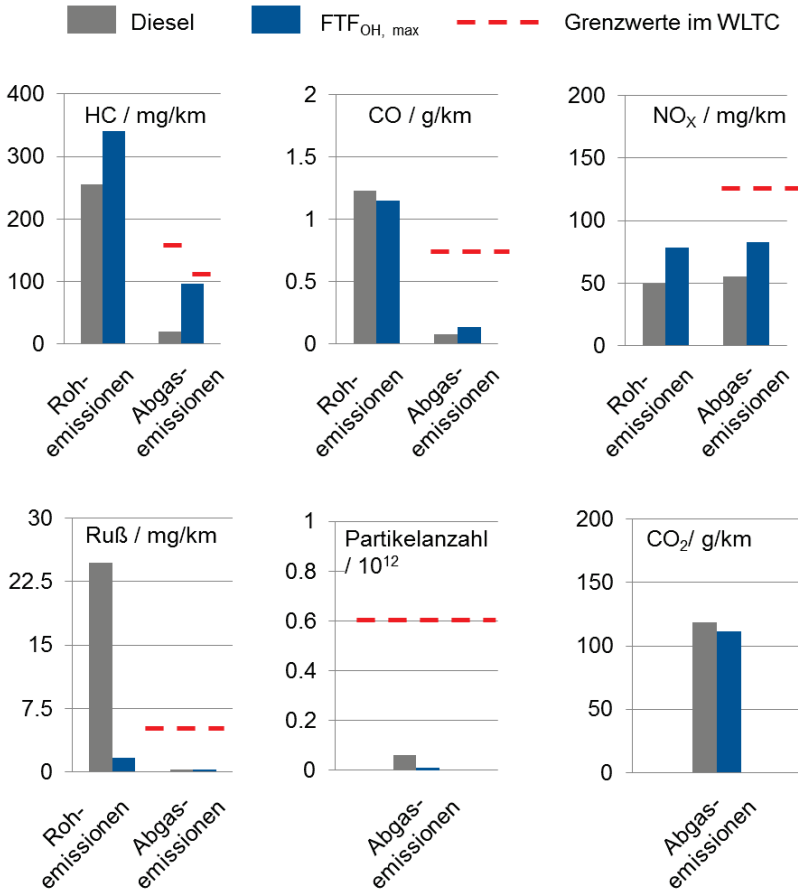 Diesel
FTF_OH, max
Grenzwerte im WLTC
HC / mg/km
400
300
200
100
0
Roh-
emissionen
Abgas-
emissionen
CO / g/km
2
1.5
1
0.5
0
Roh-
emissionen
Abgas-
emissionen
NO_X / mg/km
200
150
100
50
0
Roh-
emissionen
Abgas-
emissionen
Ruß / mg/km
30
22.5
15
7.5
0
Roh-
emissionen
Abgas-
emissionen
Partikelanzahl
/ 10¹²
1
0.8
0.6
0.4
0.2
0
Abgas-
emissionen
CO₂/ g/km
200
150
100
50
0
Abgas-
emissionen